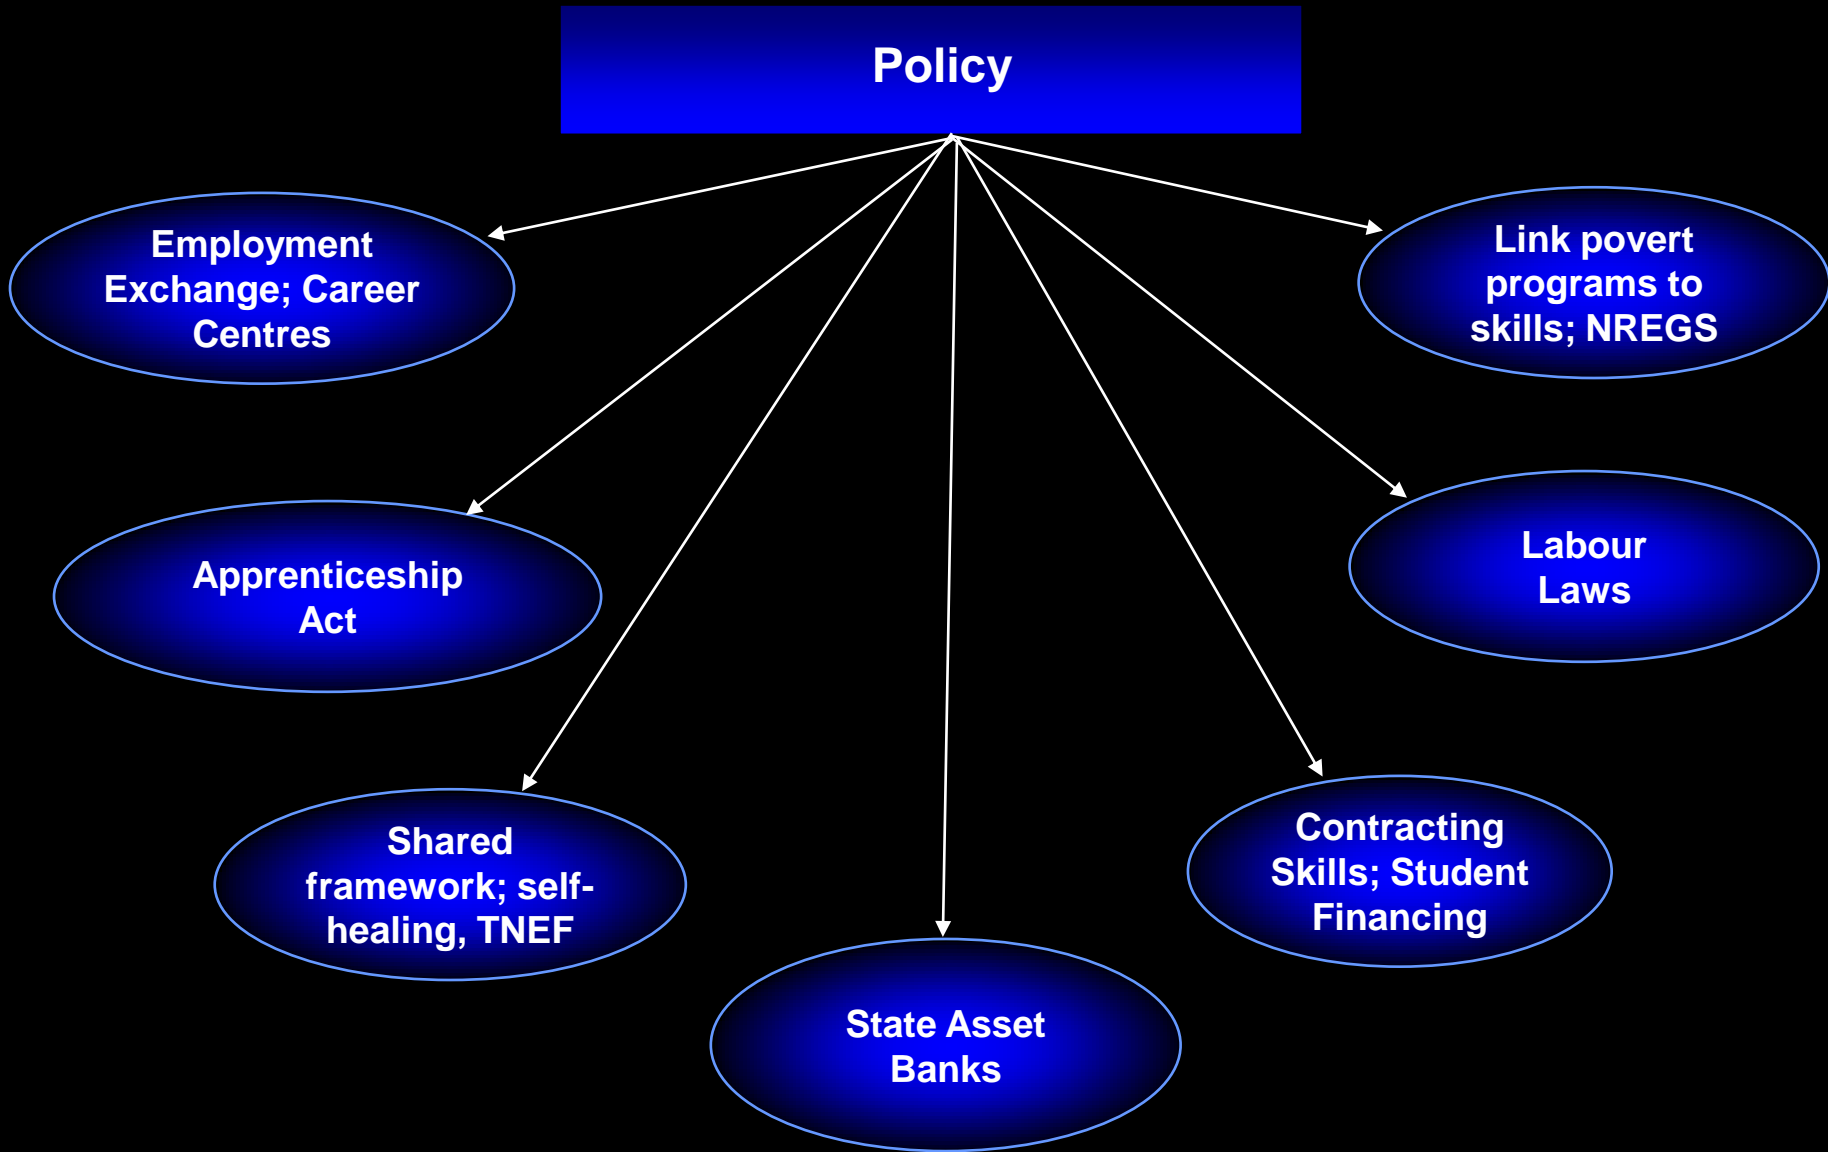 Policy
Employment
Exchange; Career
Centres
Link povert
programs to
skills; NREGS
Apprenticeship
Act
Labour
Laws
Shared
framework; self-
healing, TNEF
Contracting
Skills; Student
Financing
State Asset
Banks